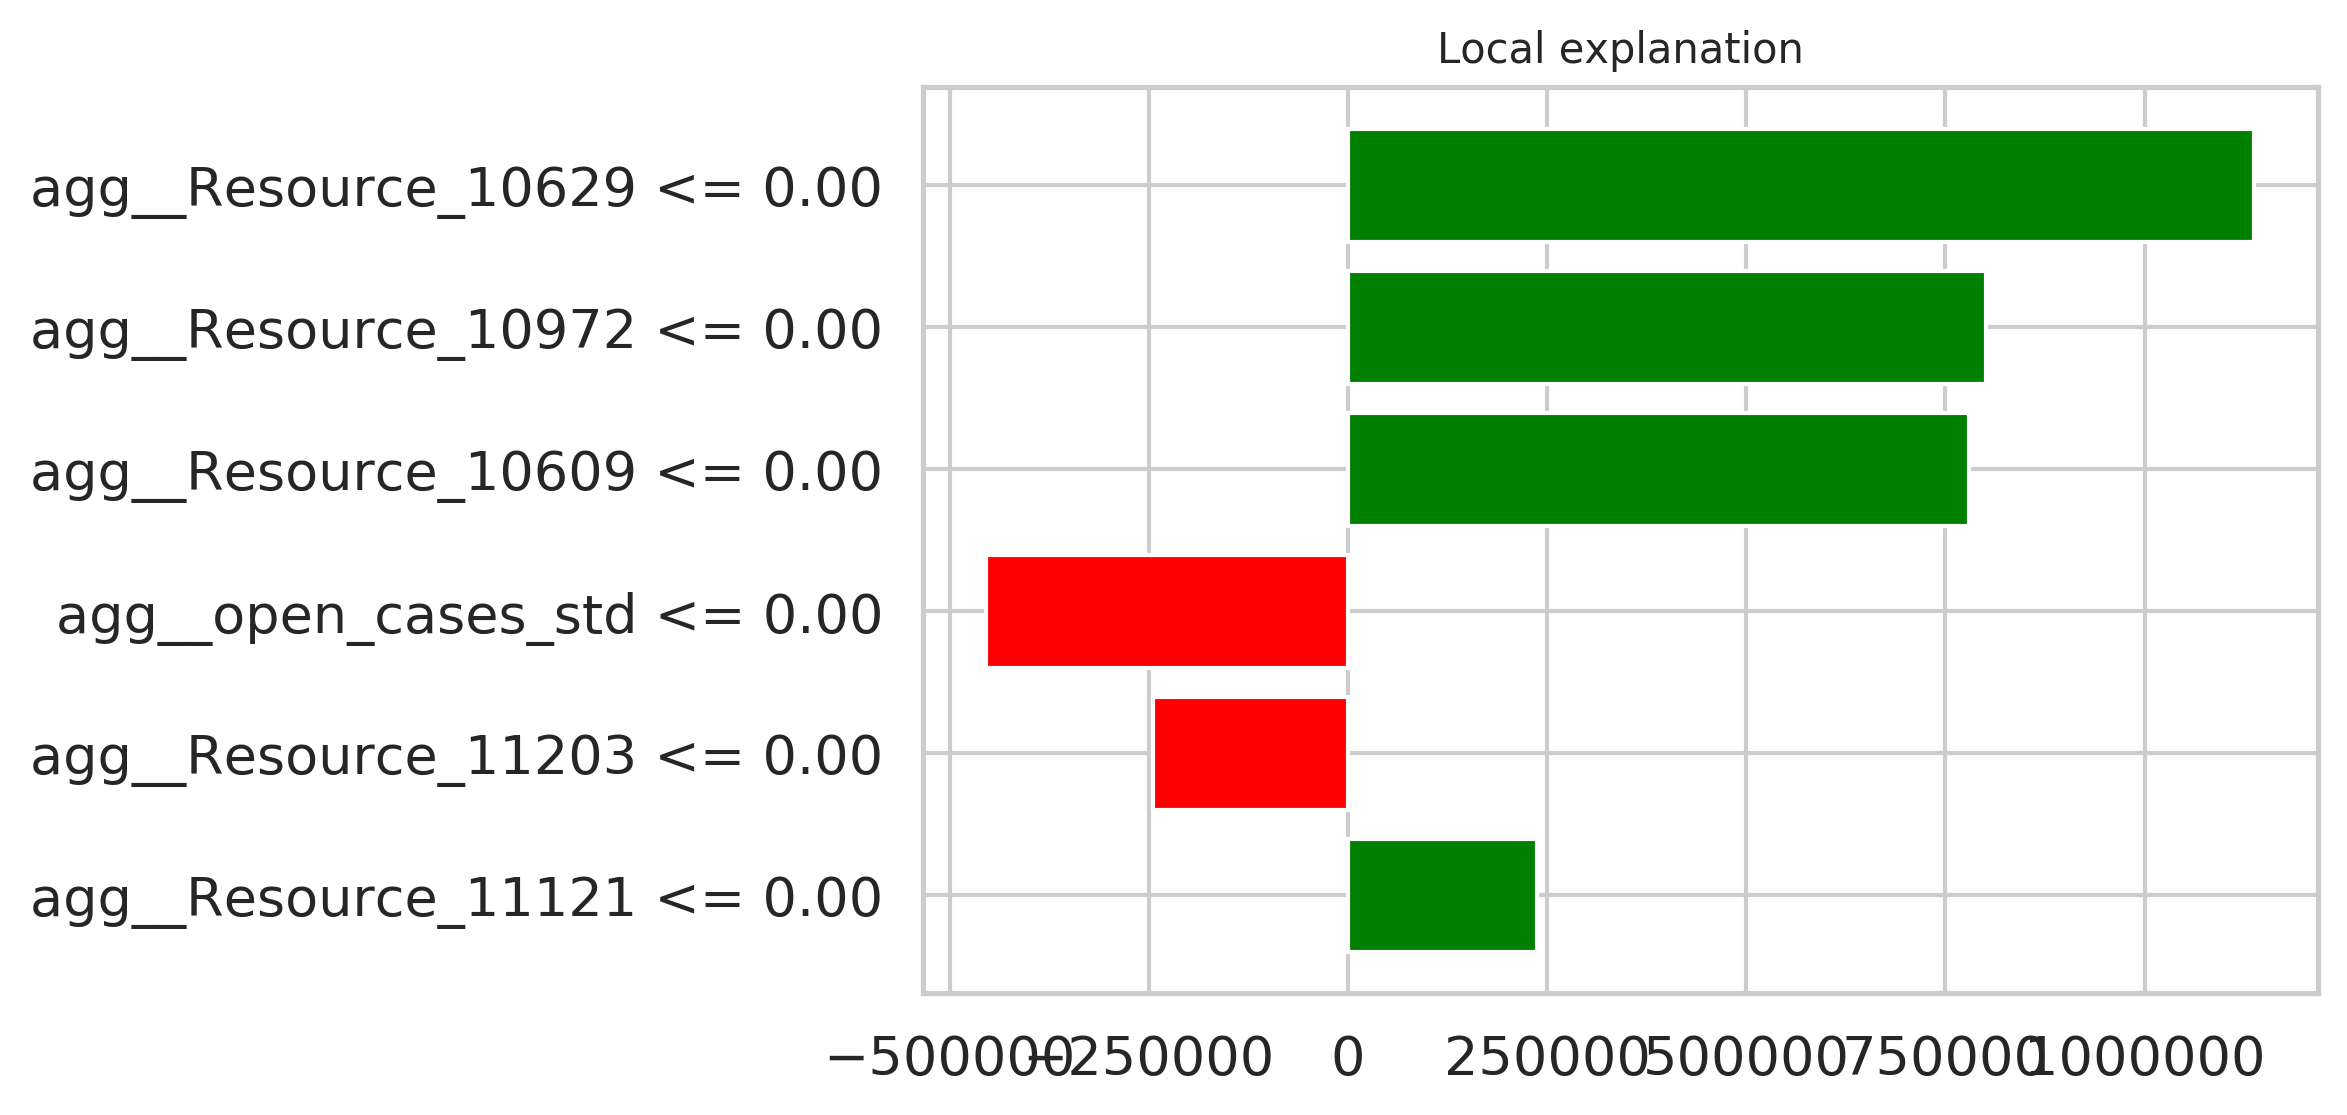 Local explanation
agg__Resource_10629 <= 0.00
agg__Resource_10972 <= 0.00
agg__Resource_10609 <= 0.00
agg__open_cases_std <= 0.00
agg__Resource_11203 <= 0.00
agg__Resource_11121 <= 0.00
−500000 −250000 0 250000 500000 750000 1000000